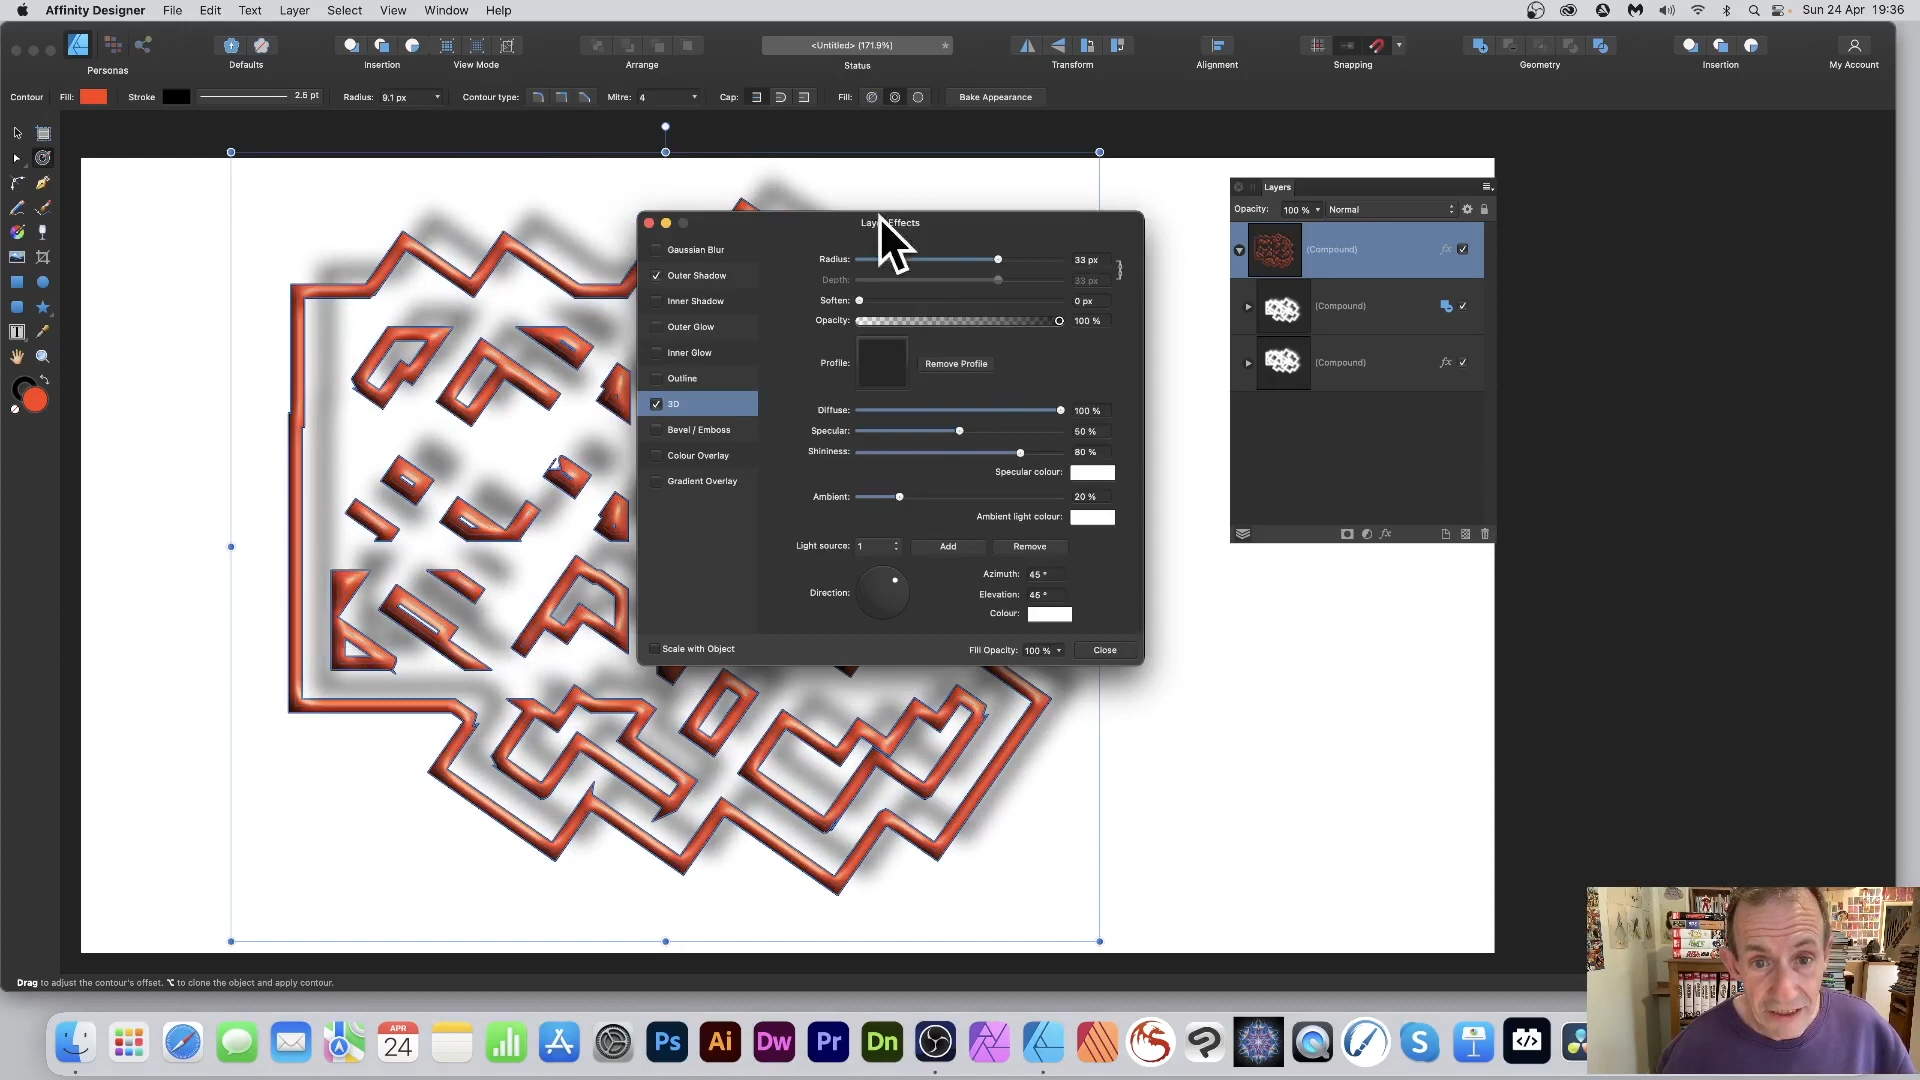 Affinity Designer File Edit Text Layer Select View Window Help Sun 24 Apr 19:36
<Untitled> (171.9%) *
Personas Defaults Insertion View Mode Arrange Status Transform Alignment Snapping Geometry Insertion My Account
Contour Fill: Stroke 2.5 pt Radius: 9.1 px Contour type: Mitre: 4 Cap: Fill: Bake Appearance
Layers
Opacity: 100 % Normal
(Compound) fx
(Compound)
(Compound) fx
fx
Layer Effects
Gaussian Blur
Outer Shadow
Inner Shadow
Outer Glow
Inner Glow
Outline
3D
Bevel / Emboss
Colour Overlay
Gradient Overlay
Radius: 33 px
Depth: 33 px
Soften: 0 px
Opacity: 100 %
Profile: Remove Profile
Diffuse: 100 %
Specular: 50 %
Shininess: 80 %
Specular colour:
Ambient: 20 %
Ambient light colour:
Light source: 1 Add Remove
Azimuth: 45 °
Direction: Elevation: 45 °
Colour:
Scale with Object Fill Opacity: 100 % Close
Drag to adjust the contour's offset. ⌥ to clone the object and apply contour.
APR
24
Ps Ai Dw Pr Dn